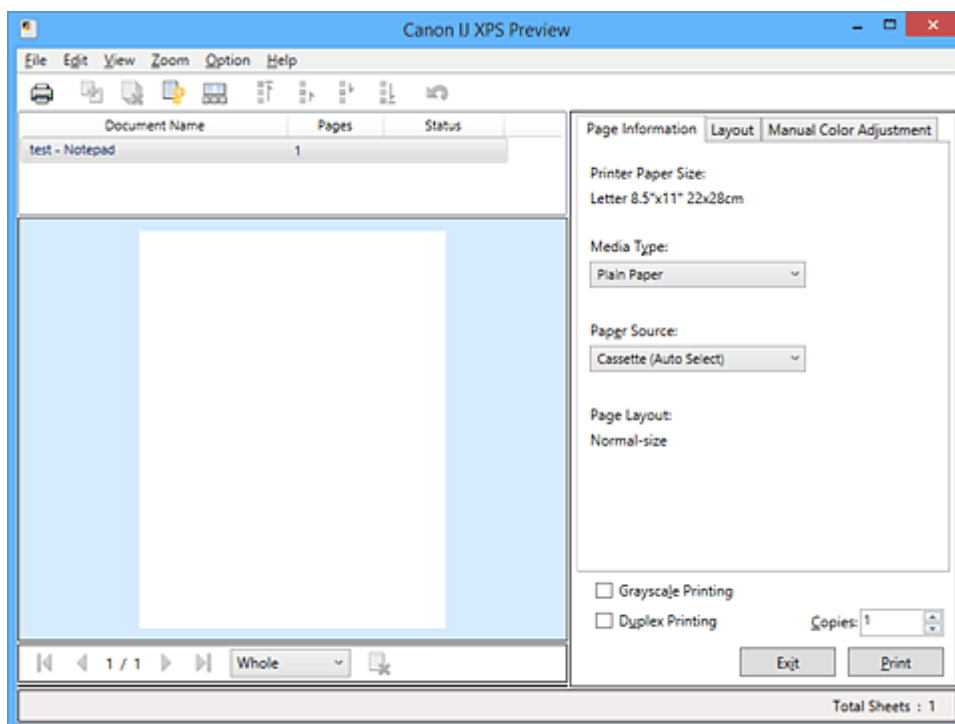 Canon IJ XPS Preview
File Edit View Zoom Option Help
Document Name Pages Status
test - Notepad 1
Page Information Layout Manual Color Adjustment
Printer Paper Size:
Letter 8.5"x11" 22x28cm
Media Type:
Plain Paper
Paper Source:
Cassette (Auto Select)
Page Layout:
Normal-size
Grayscale Printing
Duplex Printing
Copies: 1
1 / 1 Whole
Exit Print
Total Sheets : 1